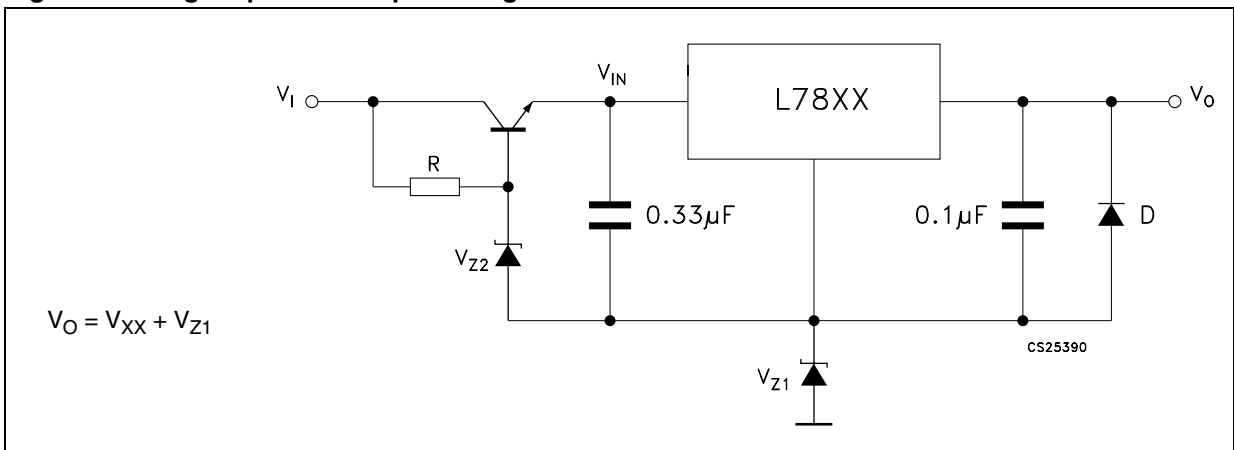 V_I
V_IN
L78XX
V_O
R
0.33µF
0.1µF
D
V_Z2
V_O = V_XX + V_Z1
CS25390
V_Z1